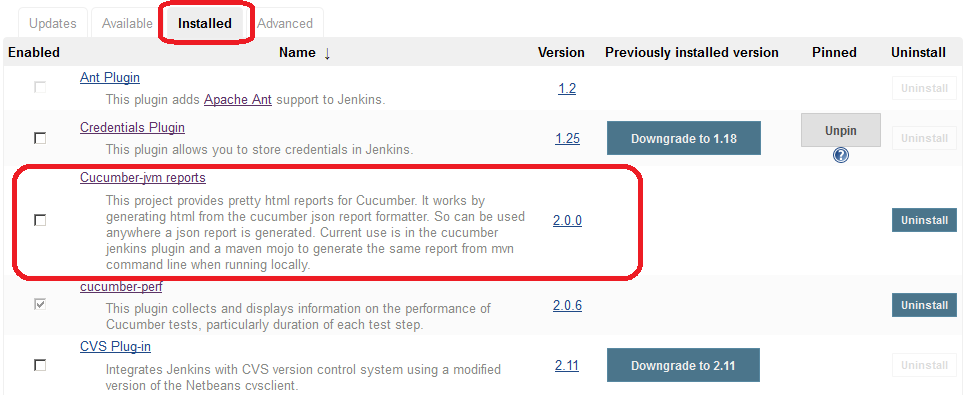 Updates Available Installed Advanced
Enabled Name ↓ Version Previously installed version Pinned Uninstall
Ant Plugin
This plugin adds Apache Ant support to Jenkins.
1.2
Uninstall
Credentials Plugin
This plugin allows you to store credentials in Jenkins.
1.25
Downgrade to 1.18
Unpin
?
Uninstall
Cucumber-jvm reports
This project provides pretty html reports for Cucumber. It works by
generating html from the cucumber json report formatter. So can be used
anywhere a json report is generated. Current use is in the cucumber
jenkins plugin and a maven mojo to generate the same report from mvn
command line when running locally.
2.0.0
Uninstall
cucumber-perf
This plugin collects and displays information on the performance of
Cucumber tests, particularly duration of each test step.
2.0.6
Uninstall
CVS Plug-in
Integrates Jenkins with CVS version control system using a modified
version of the Netbeans cvsclient.
2.11
Downgrade to 2.11
Uninstall